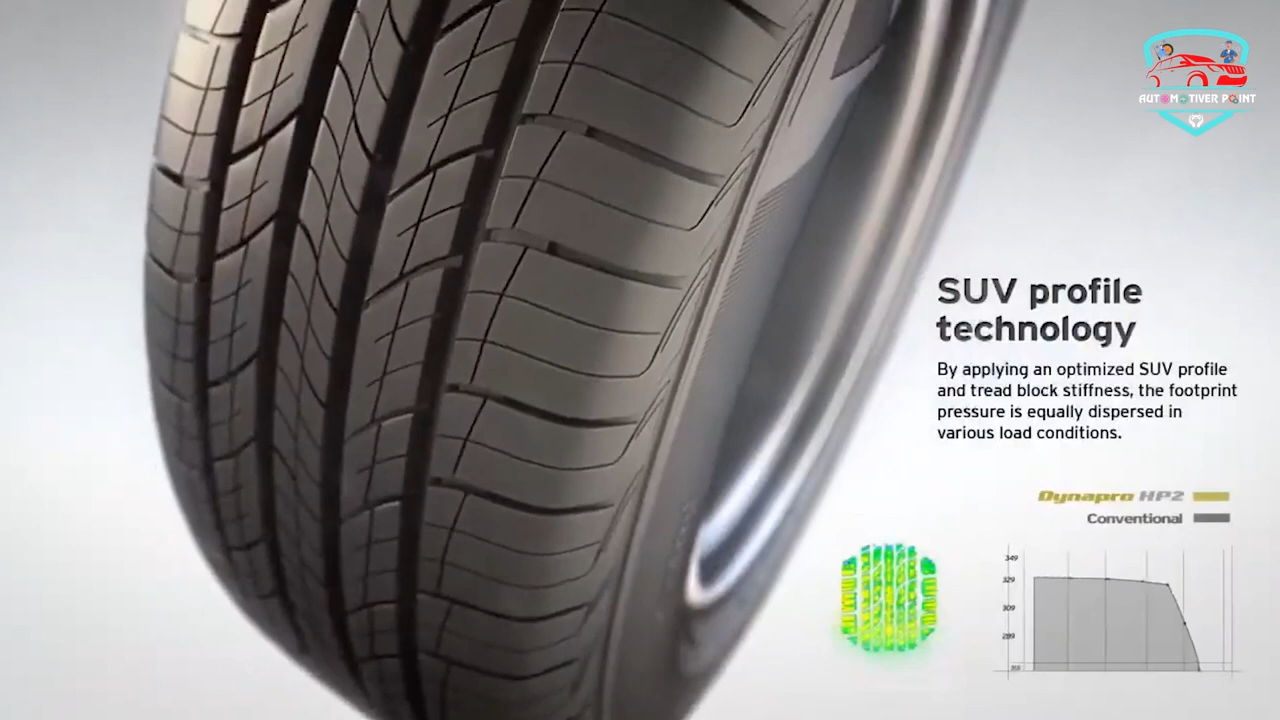 AUTOMOTIVER POINT
SUV profile
technology
By applying an optimized SUV profile
and tread block stiffness, the footprint
pressure is equally dispersed in
various load conditions.
Dynapro HP2
Conventional
349
329
309
289